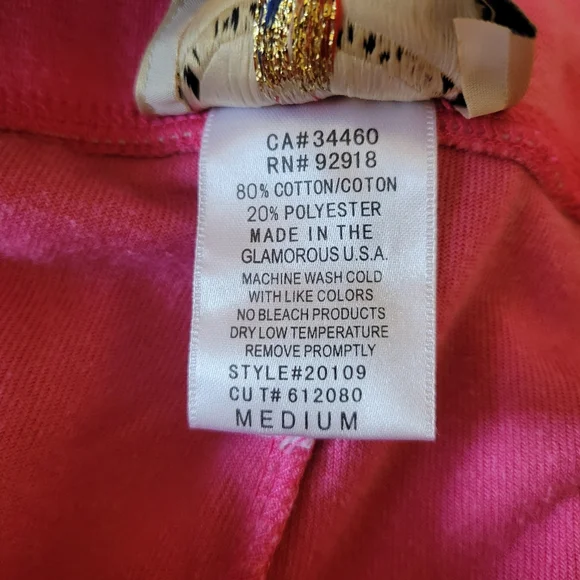 CA#34460
RN# 92918
80% COTTON/COTON
20% POLYESTER
MADE IN THE
GLAMOROUS U.S.A.
MACHINE WASH COLD
WITH LIKE COLORS
NO BLEACH PRODUCTS
DRY LOW TEMPERATURE
REMOVE PROMPTLY
STYLE#20109
CUT# 612080
MEDIUM